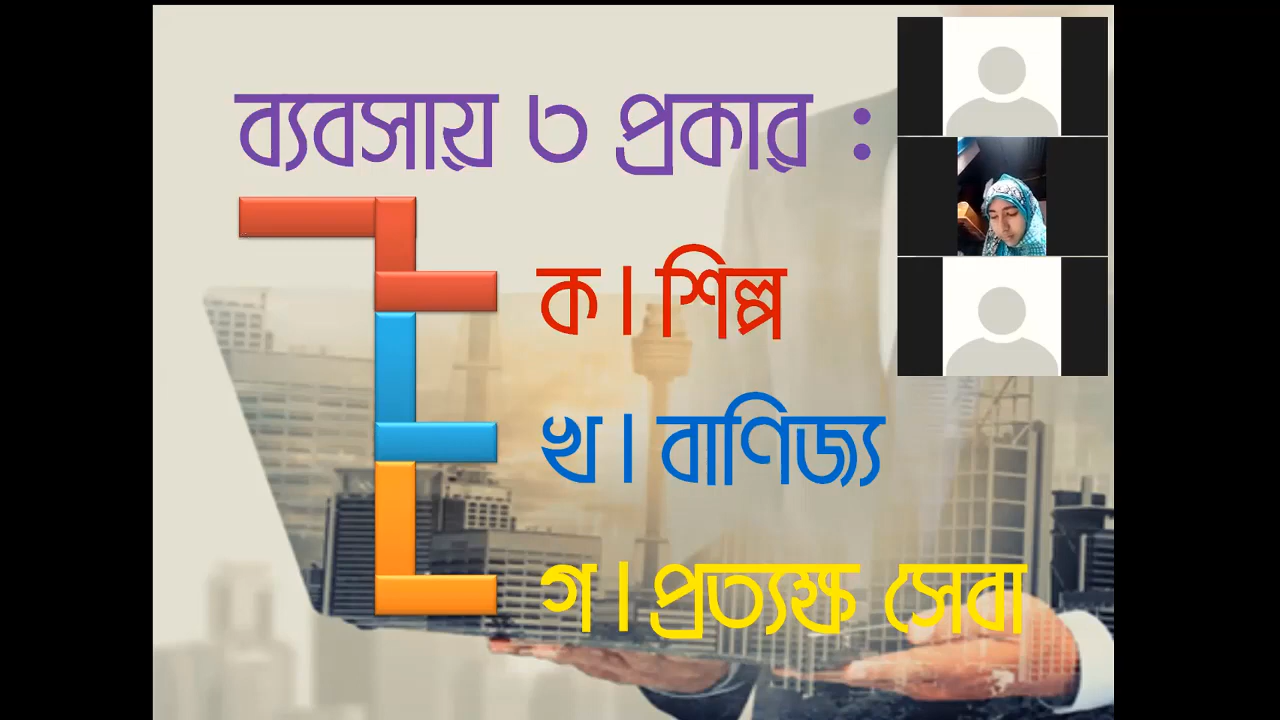 ব্যবসায় ৩ প্রকার :
ক । শিল্প
খ । বাণিজ্য
গ । প্রত্যক্ষ সেবা